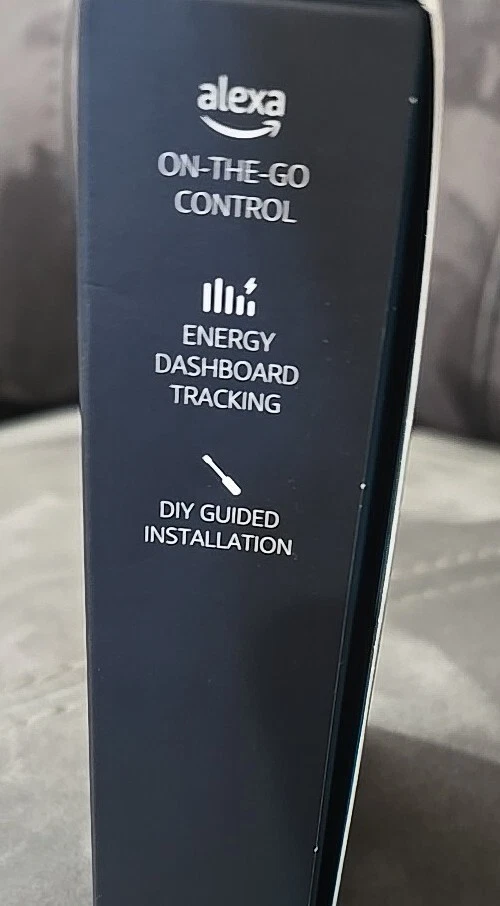 alexa
ON-THE-GO
CONTROL
ENERGY
DASHBOARD
TRACKING
DIY GUIDED
INSTALLATION